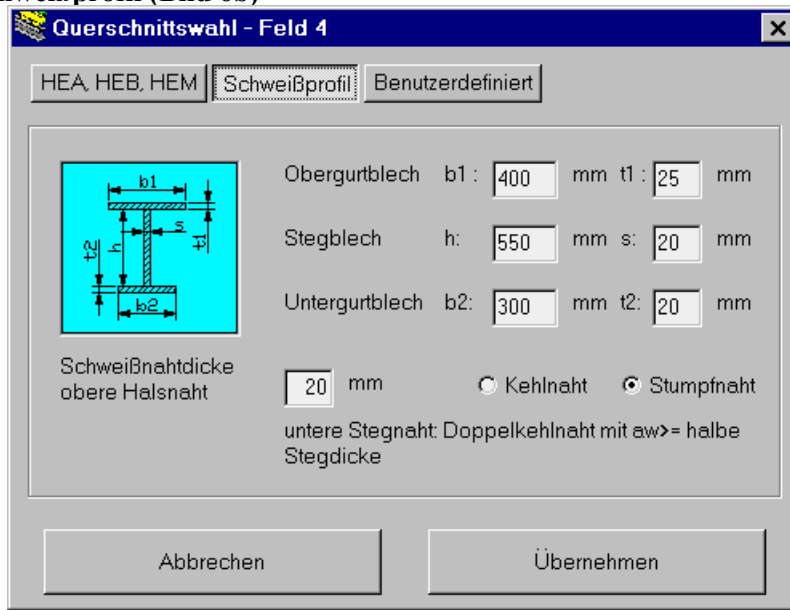 Querschnittswahl - Feld 4
HEA, HEB, HEM Schweißprofil Benutzerdefiniert
b1
s
t1
t2
h
b2
Obergurtblech b1 : 400 mm t1 : 25 mm
Stegblech h: 550 mm s: 20 mm
Untergurtblech b2: 300 mm t2: 20 mm
Schweißnahtdicke
obere Halsnaht
20 mm Kehlnaht Stumpfnaht
untere Stegnaht: Doppelkehlnaht mit aw>= halbe
Stegdicke
Abbrechen Übernehmen